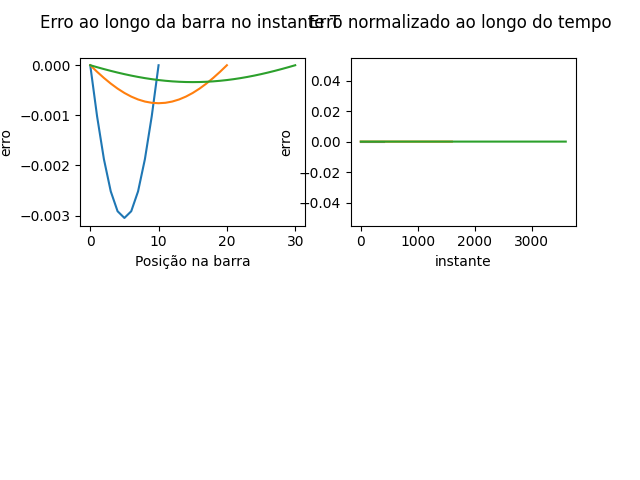 Erro ao longo da barra no instante T
Erro normalizado ao longo do tempo
0.000
−0.001
−0.002
−0.003
erro
0
10
20
30
Posição na barra
0.04
0.02
0.00
−0.02
−0.04
erro
0
1000
2000
3000
instante